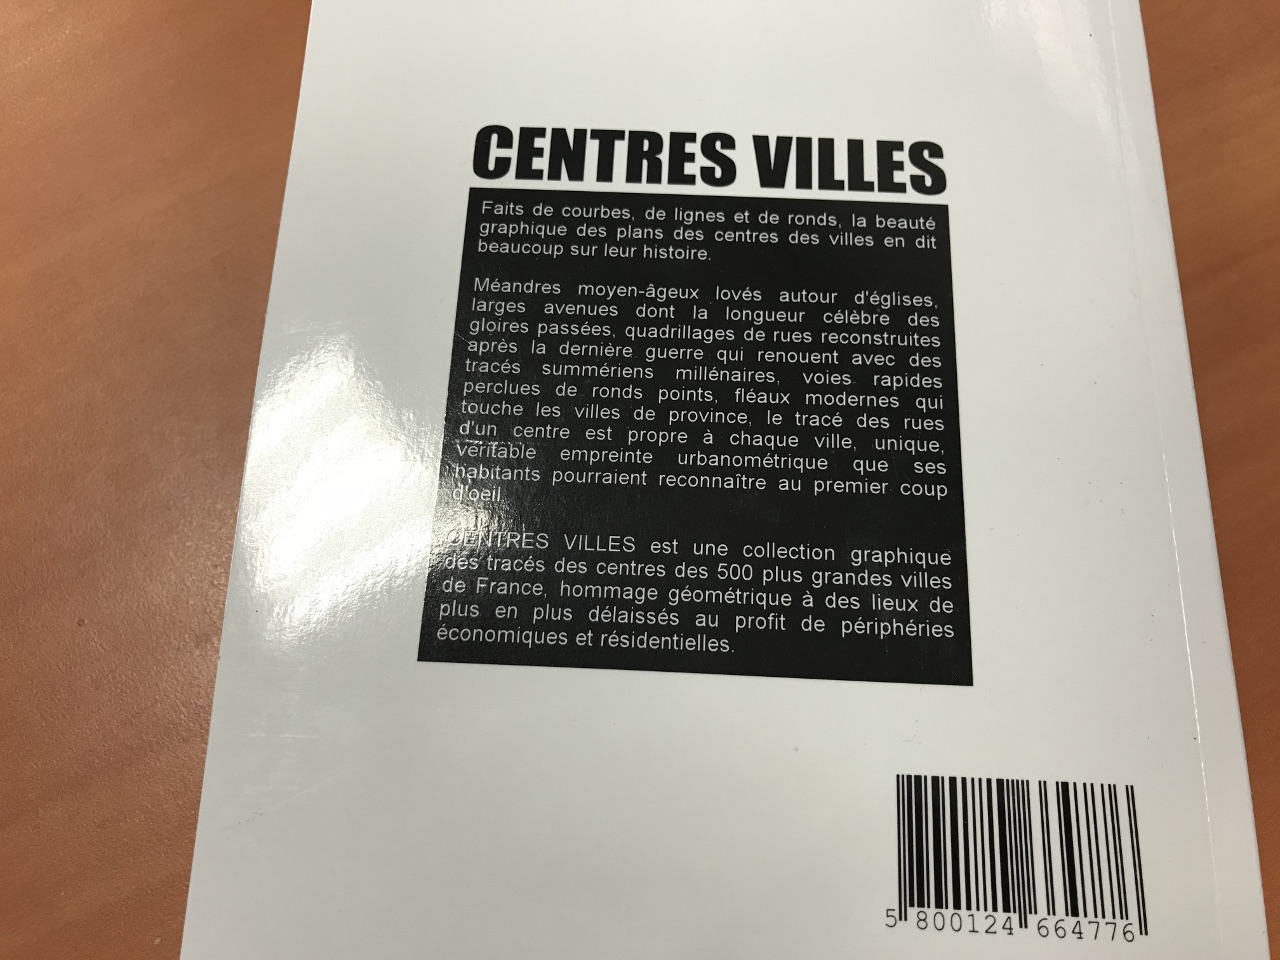 CENTRES VILLES
Faits de courbes, de lignes et de ronds, la beauté
graphique des plans des centres des villes en dit
beaucoup sur leur histoire.
Méandres moyen-âgeux lovés autour d'églises,
larges avenues dont la longueur célèbre des
gloires passées, quadrillages de rues reconstruites
après la dernière guerre qui renouent avec des
tracés summériens millénaires, voies rapides
perclues de ronds points, fléaux modernes qui
touche les villes de province, le tracé des rues
d'un centre est propre à chaque ville, unique,
véritable empreinte urbanométrique que ses
habitants pourraient reconnaître au premier coup
d'oeil.
CENTRES VILLES est une collection graphique
des tracés des centres des 500 plus grandes villes
de France, hommage géométrique à des lieux de
plus en plus délaissés au profit de périphéries
économiques et résidentielles.
5 800124 664776